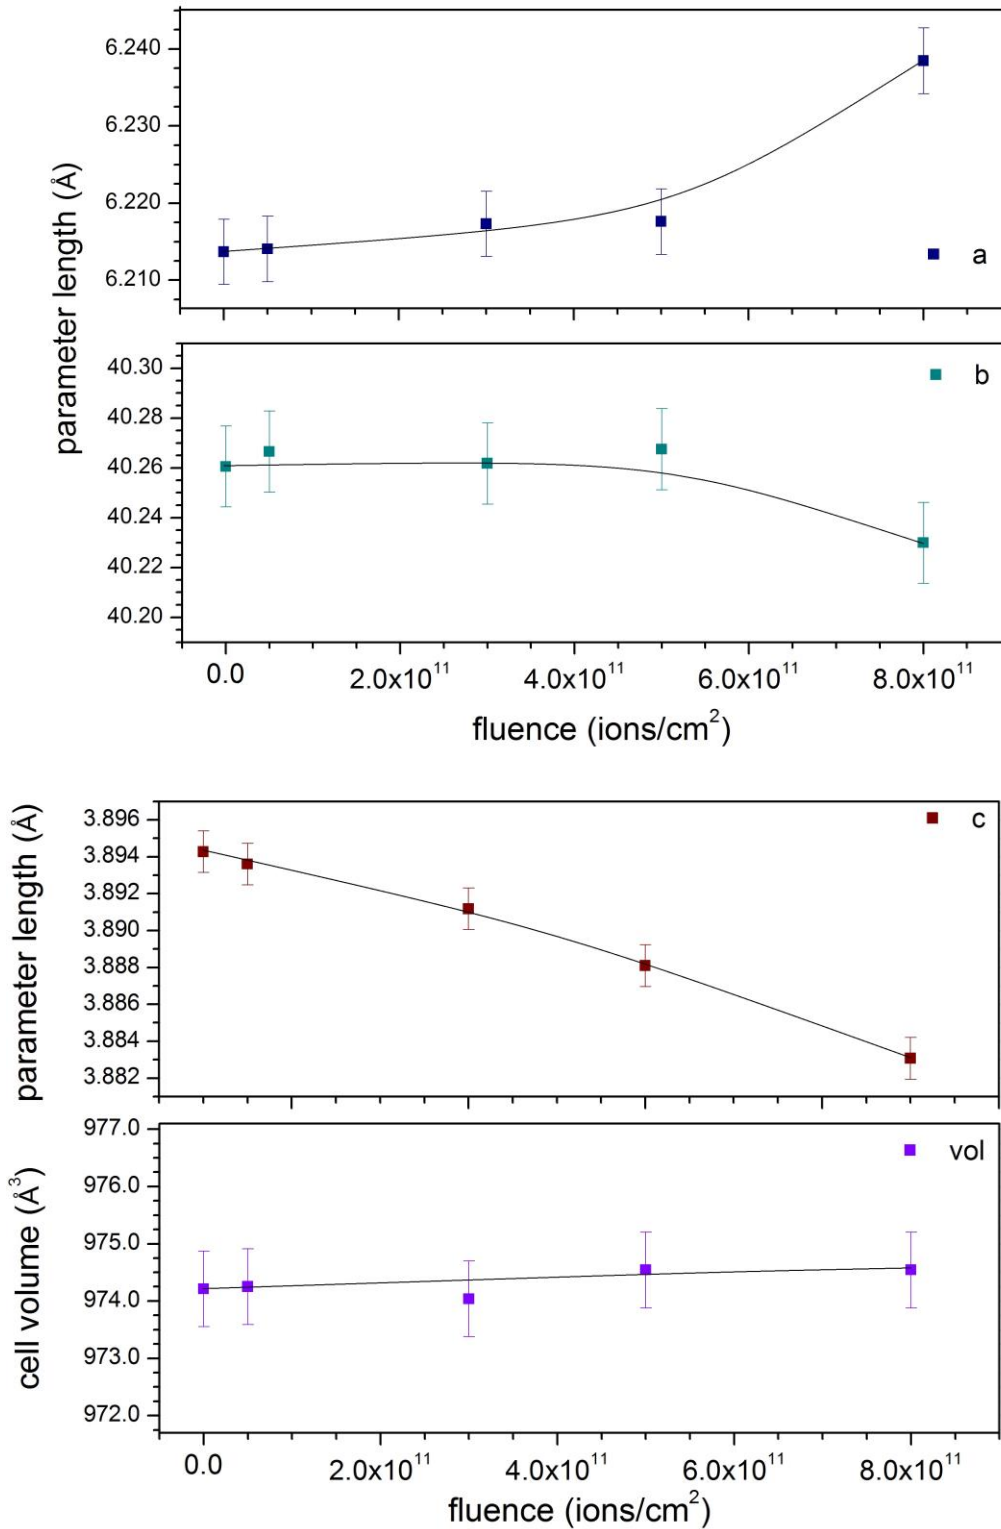 parameter length (Å)
6.240
6.230
6.220
6.210
a
40.30
40.28
40.26
40.24
40.22
40.20
b
0.0 2.0x10¹¹ 4.0x10¹¹ 6.0x10¹¹ 8.0x10¹¹
fluence (ions/cm²)
parameter length (Å)
3.896
3.894
3.892
3.890
3.888
3.886
3.884
3.882
c
cell volume (Å³)
977.0
976.0
975.0
974.0
973.0
972.0
vol
0.0 2.0x10¹¹ 4.0x10¹¹ 6.0x10¹¹ 8.0x10¹¹
fluence (ions/cm²)